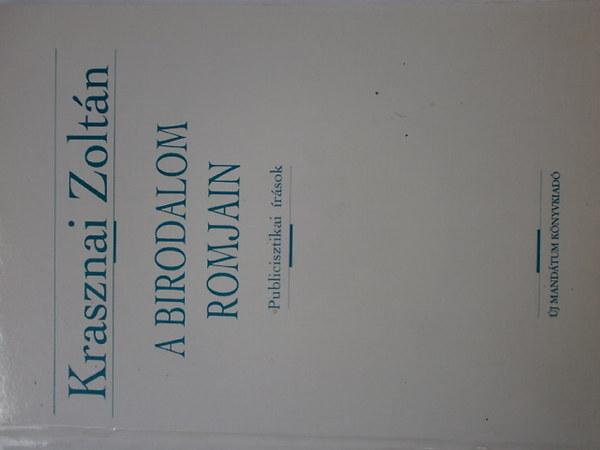 Krasznai Zoltán
A BIRODALOM
ROMJAIN
Publicisztikai írások
ÚJ MANDÁTUM KÖNYVKIADÓ